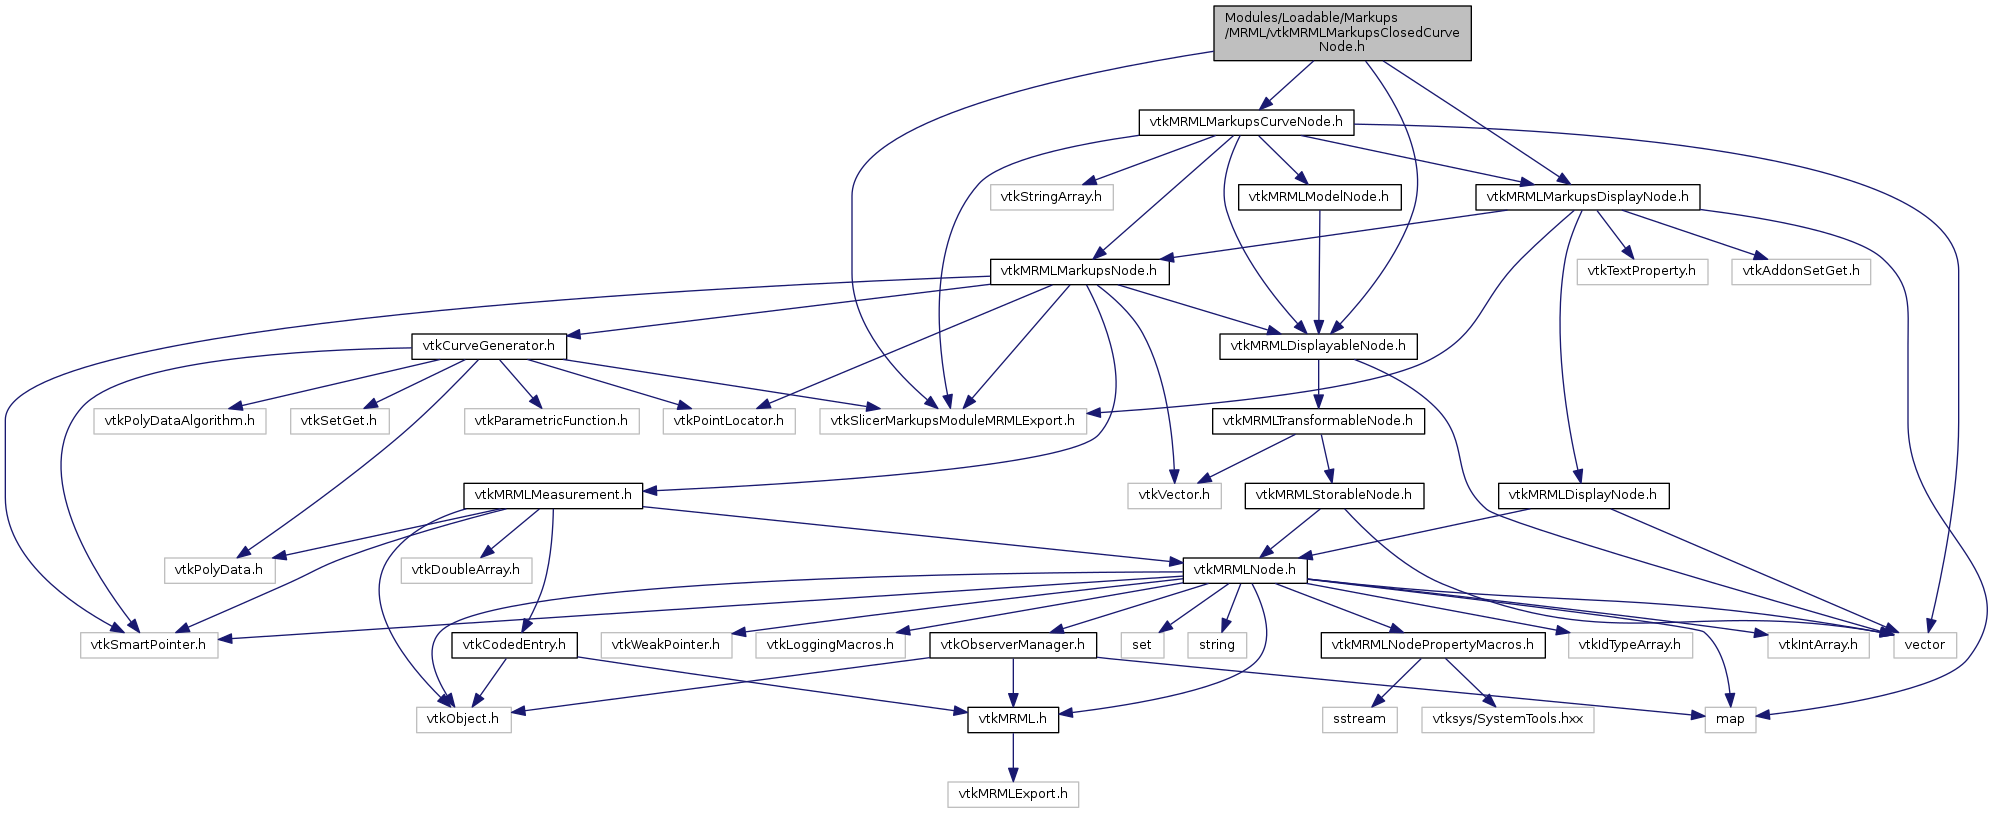 Modules/Loadable/Markups
/MRML/vtkMRMLMarkupsClosedCurve
Node.h
vtkMRMLMarkupsCurveNode.h
vtkStringArray.h
vtkMRMLModelNode.h
vtkMRMLMarkupsDisplayNode.h
vtkMRMLMarkupsNode.h
vtkTextProperty.h
vtkAddonSetGet.h
vtkCurveGenerator.h
vtkMRMLDisplayableNode.h
vtkPolyDataAlgorithm.h
vtkSetGet.h
vtkParametricFunction.h
vtkPointLocator.h
vtkSlicerMarkupsModuleMRMLExport.h
vtkMRMLTransformableNode.h
vtkMRMLMeasurement.h
vtkVector.h
vtkMRMLStorableNode.h
vtkMRMLDisplayNode.h
vtkPolyData.h
vtkDoubleArray.h
vtkMRMLNode.h
vtkSmartPointer.h
vtkCodedEntry.h
vtkWeakPointer.h
vtkLoggingMacros.h
vtkObserverManager.h
set
string
vtkMRMLNodePropertyMacros.h
vtkIdTypeArray.h
vtkIntArray.h
vector
vtkObject.h
vtkMRML.h
sstream
vtksys/SystemTools.hxx
map
vtkMRMLExport.h